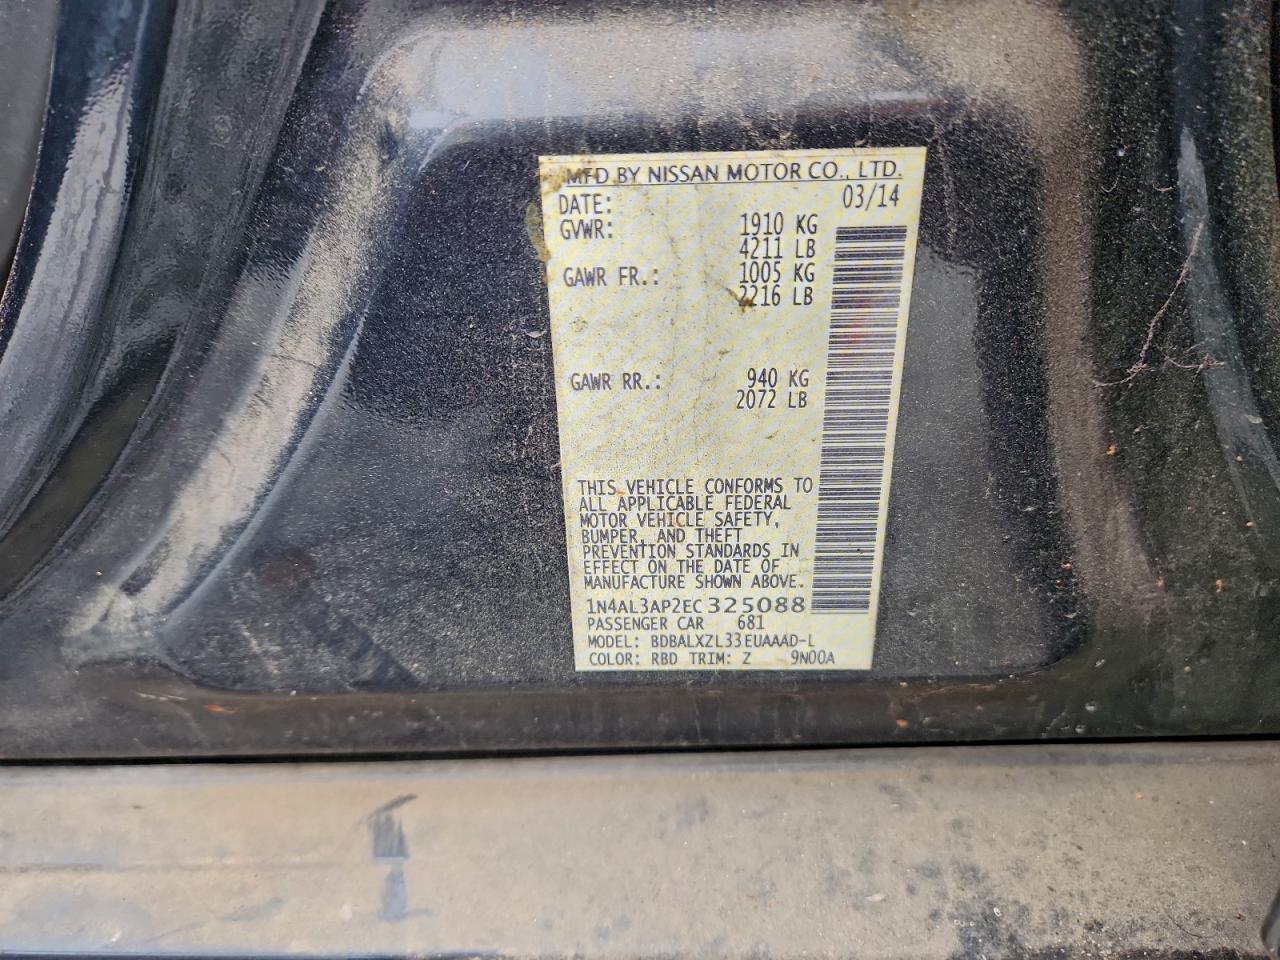 MFD BY NISSAN MOTOR CO., LTD.
DATE: 03/14
GVWR: 1910 KG
4211 LB
GAWR FR.: 1005 KG
2216 LB
GAWR RR.: 940 KG
2072 LB
THIS VEHICLE CONFORMS TO
ALL APPLICABLE FEDERAL
MOTOR VEHICLE SAFETY,
BUMPER, AND THEFT
PREVENTION STANDARDS IN
EFFECT ON THE DATE OF
MANUFACTURE SHOWN ABOVE.
1N4AL3AP2EC325088
PASSENGER CAR 681
MODEL: BDBALXZL33EUAAAD-L
COLOR: RBD TRIM: Z 9N00A